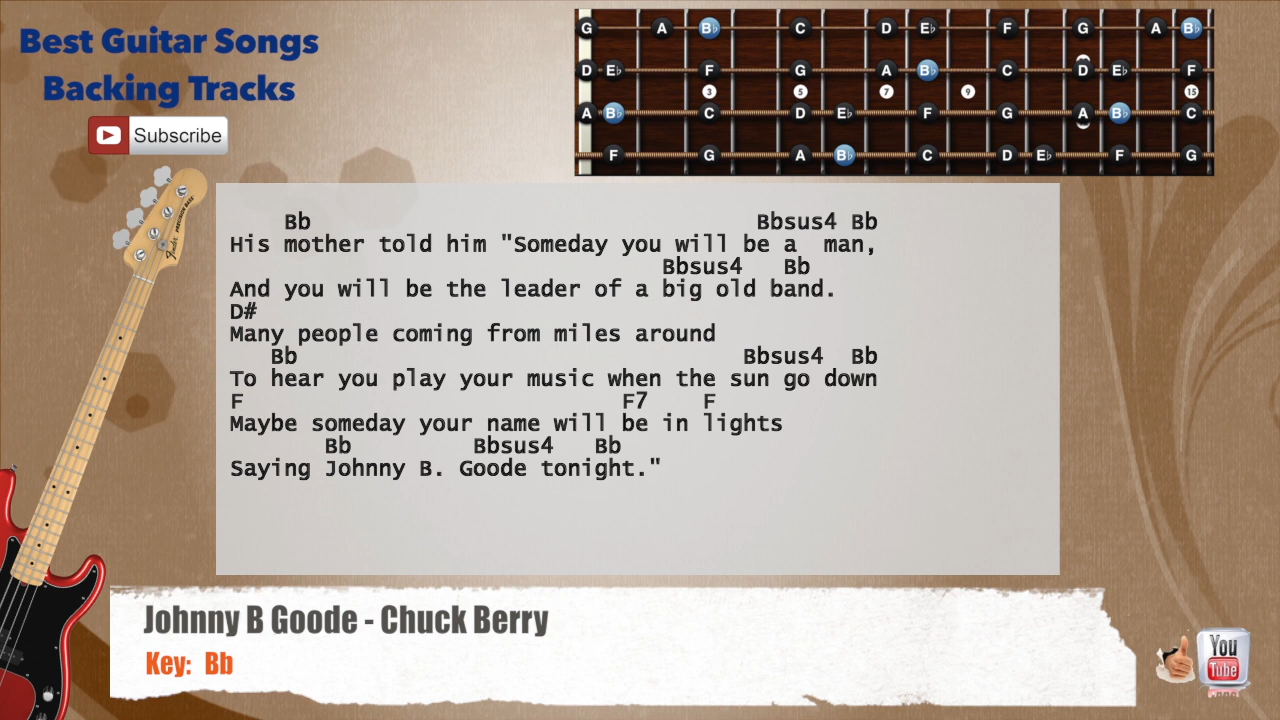 Best Guitar Songs
Backing Tracks
Subscribe
G A B♭ C D E♭ F G A B♭
D E♭ F G A B♭ C D E♭ F
3 5 7 9 15
A B♭ C D E♭ F G A B♭ C
F G A B♭ C D E♭ F G
Fender PRECISION BASS
Bb Bbsus4 Bb
His mother told him "Someday you will be a man,
Bbsus4 Bb
And you will be the leader of a big old band.
D#
Many people coming from miles around
Bb Bbsus4 Bb
To hear you play your music when the sun go down
F F7 F
Maybe someday your name will be in lights
Bb Bbsus4 Bb
Saying Johnny B. Goode tonight."
Johnny B Goode - Chuck Berry
Key: Bb
You
Tube